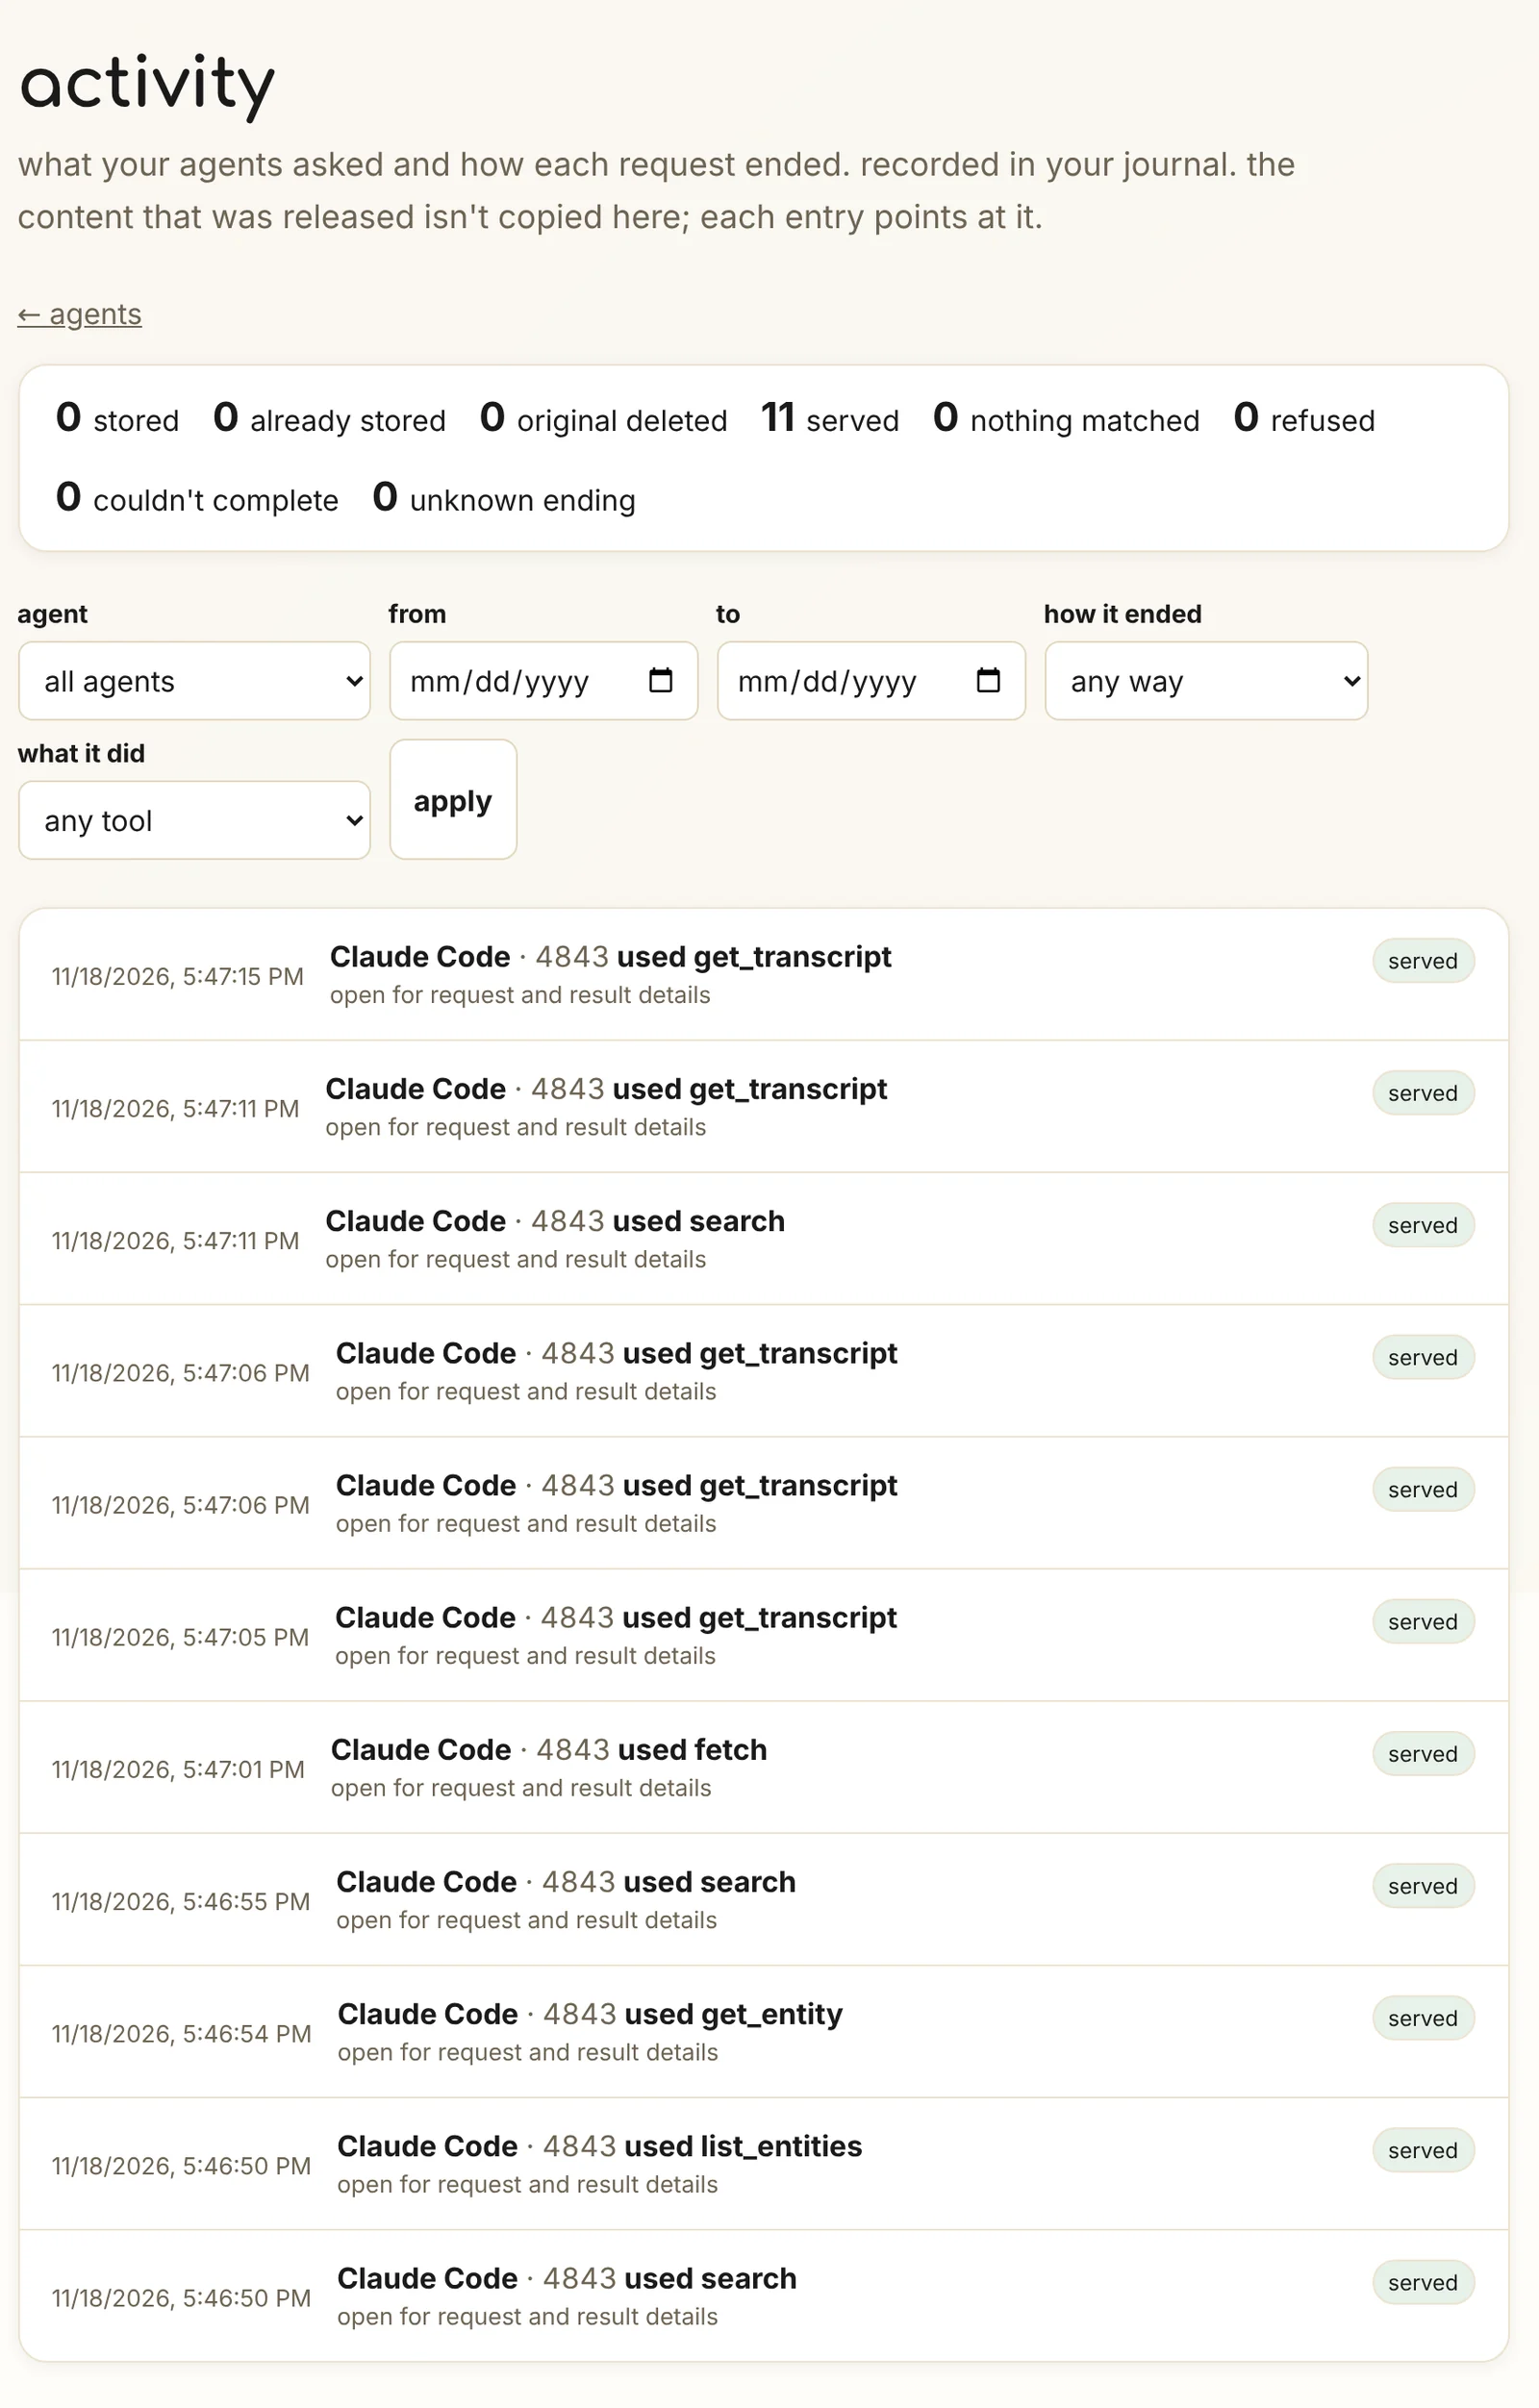 activity
what your agents asked and how each request ended. recorded in your journal. the
content that was released isn't copied here; each entry points at it.
← agents
0 stored 0 already stored 0 original deleted 11 served 0 nothing matched 0 refused
0 couldn't complete 0 unknown ending
agent from to how it ended
all agents mm/dd/yyyy mm/dd/yyyy any way
what it did
any tool apply
11/18/2026, 5:47:15 PM Claude Code · 4843 used get_transcript served
open for request and result details
11/18/2026, 5:47:11 PM Claude Code · 4843 used get_transcript served
open for request and result details
11/18/2026, 5:47:11 PM Claude Code · 4843 used search served
open for request and result details
11/18/2026, 5:47:06 PM Claude Code · 4843 used get_transcript served
open for request and result details
11/18/2026, 5:47:06 PM Claude Code · 4843 used get_transcript served
open for request and result details
11/18/2026, 5:47:05 PM Claude Code · 4843 used get_transcript served
open for request and result details
11/18/2026, 5:47:01 PM Claude Code · 4843 used fetch served
open for request and result details
11/18/2026, 5:46:55 PM Claude Code · 4843 used search served
open for request and result details
11/18/2026, 5:46:54 PM Claude Code · 4843 used get_entity served
open for request and result details
11/18/2026, 5:46:50 PM Claude Code · 4843 used list_entities served
open for request and result details
11/18/2026, 5:46:50 PM Claude Code · 4843 used search served
open for request and result details